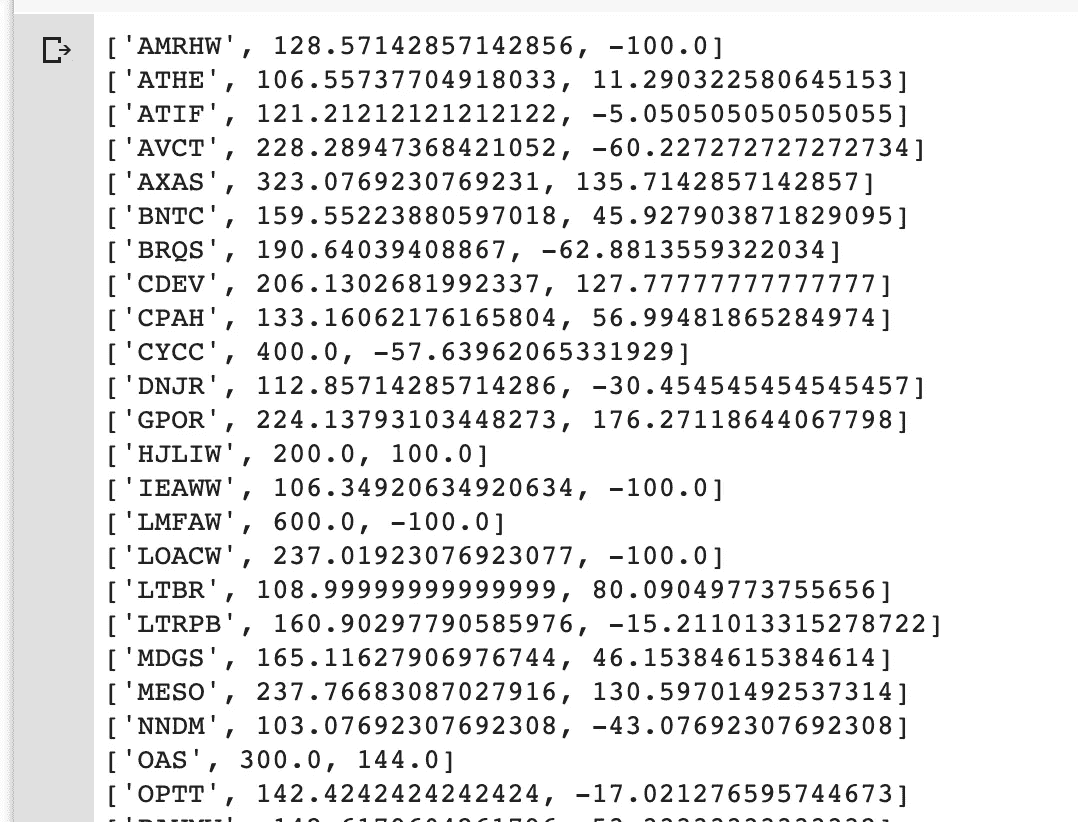 ['AMRHW', 128.57142857142856, -100.0]
['ATHE', 106.55737704918033, 11.290322580645153]
['ATIF', 121.21212121212122, -5.050505050505055]
['AVCT', 228.28947368421052, -60.227272727272734]
['AXAS', 323.0769230769231, 135.7142857142857]
['BNTC', 159.55223880597018, 45.927903871829095]
['BRQS', 190.64039408867, -62.8813559322034]
['CDEV', 206.1302681992337, 127.77777777777777]
['CPAH', 133.16062176165804, 56.99481865284974]
['CYCC', 400.0, -57.63962065331929]
['DNJR', 112.85714285714286, -30.454545454545457]
['GPOR', 224.13793103448273, 176.27118644067798]
['HJLIW', 200.0, 100.0]
['IEAWW', 106.34920634920634, -100.0]
['LMFAW', 600.0, -100.0]
['LOACW', 237.01923076923077, -100.0]
['LTBR', 108.99999999999999, 80.09049773755656]
['LTRPB', 160.90297790585976, -15.211013315278722]
['MDGS', 165.11627906976744, 46.15384615384614]
['MESO', 237.76683087027916, 130.59701492537314]
['NNDM', 103.07692307692308, -43.07692307692308]
['OAS', 300.0, 144.0]
['OPTT', 142.4242424242424, -17.021276595744673]